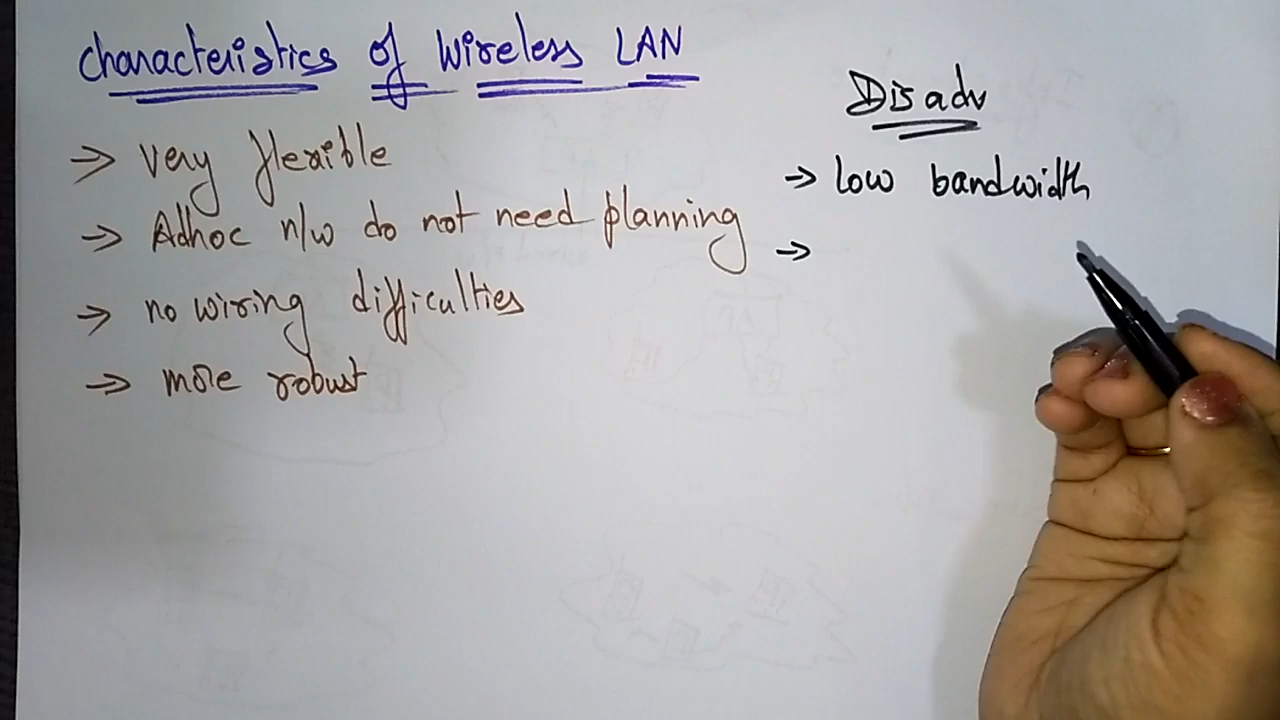 characteristics of Wireless LAN
⇒ very flexible
⇒ Adhoc n/w do not need planning
⇒ no wiring difficulties
⇒ more robust
Disadv
→ low bandwidth
→